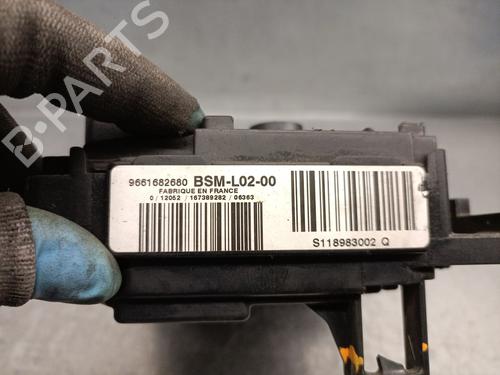 B-PARTS
9661682680 BSM-L02-00
FABRIQUE EN FRANCE
0 / 12052 / 167389282 / 06363
S118983002 Q